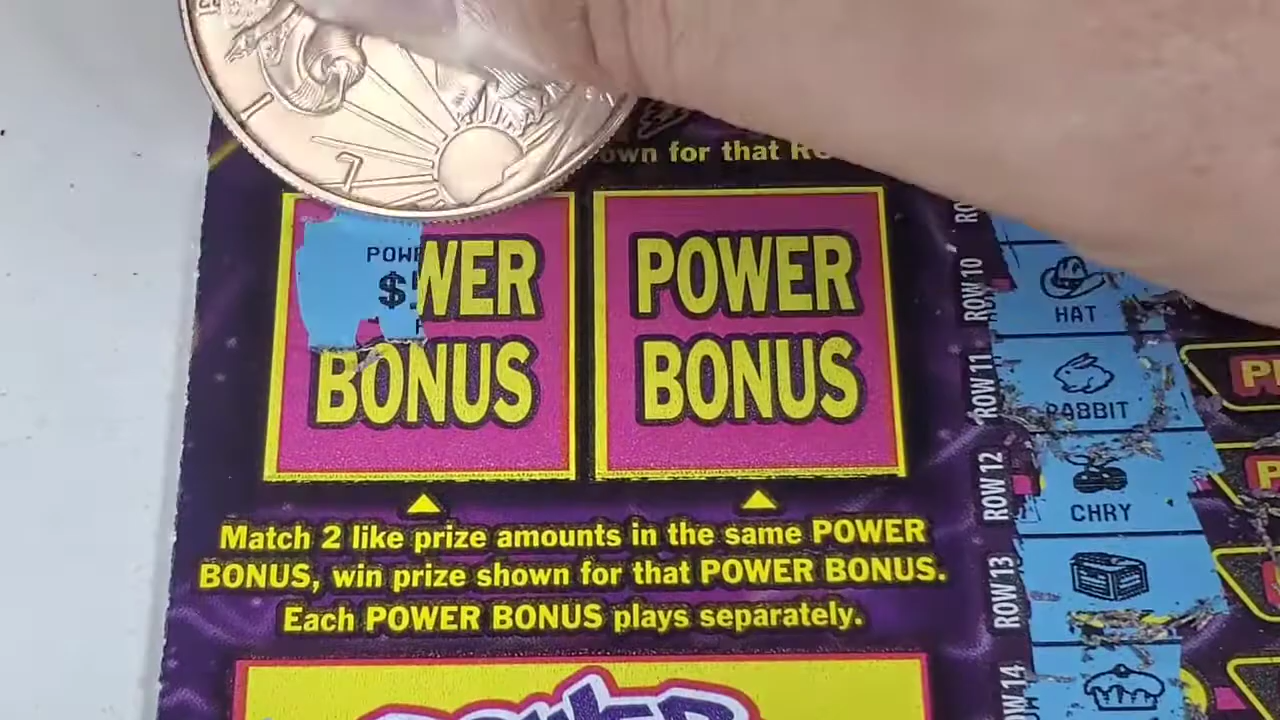 own for that
POWER
BONUS
POWER
BONUS
Match 2 like prize amounts in the same POWER
BONUS, win prize shown for that POWER BONUS.
Each POWER BONUS plays separately.
ROW 10
HAT
ROW 11
RABBIT
ROW 12
CHRY
ROW 13
ROW 14